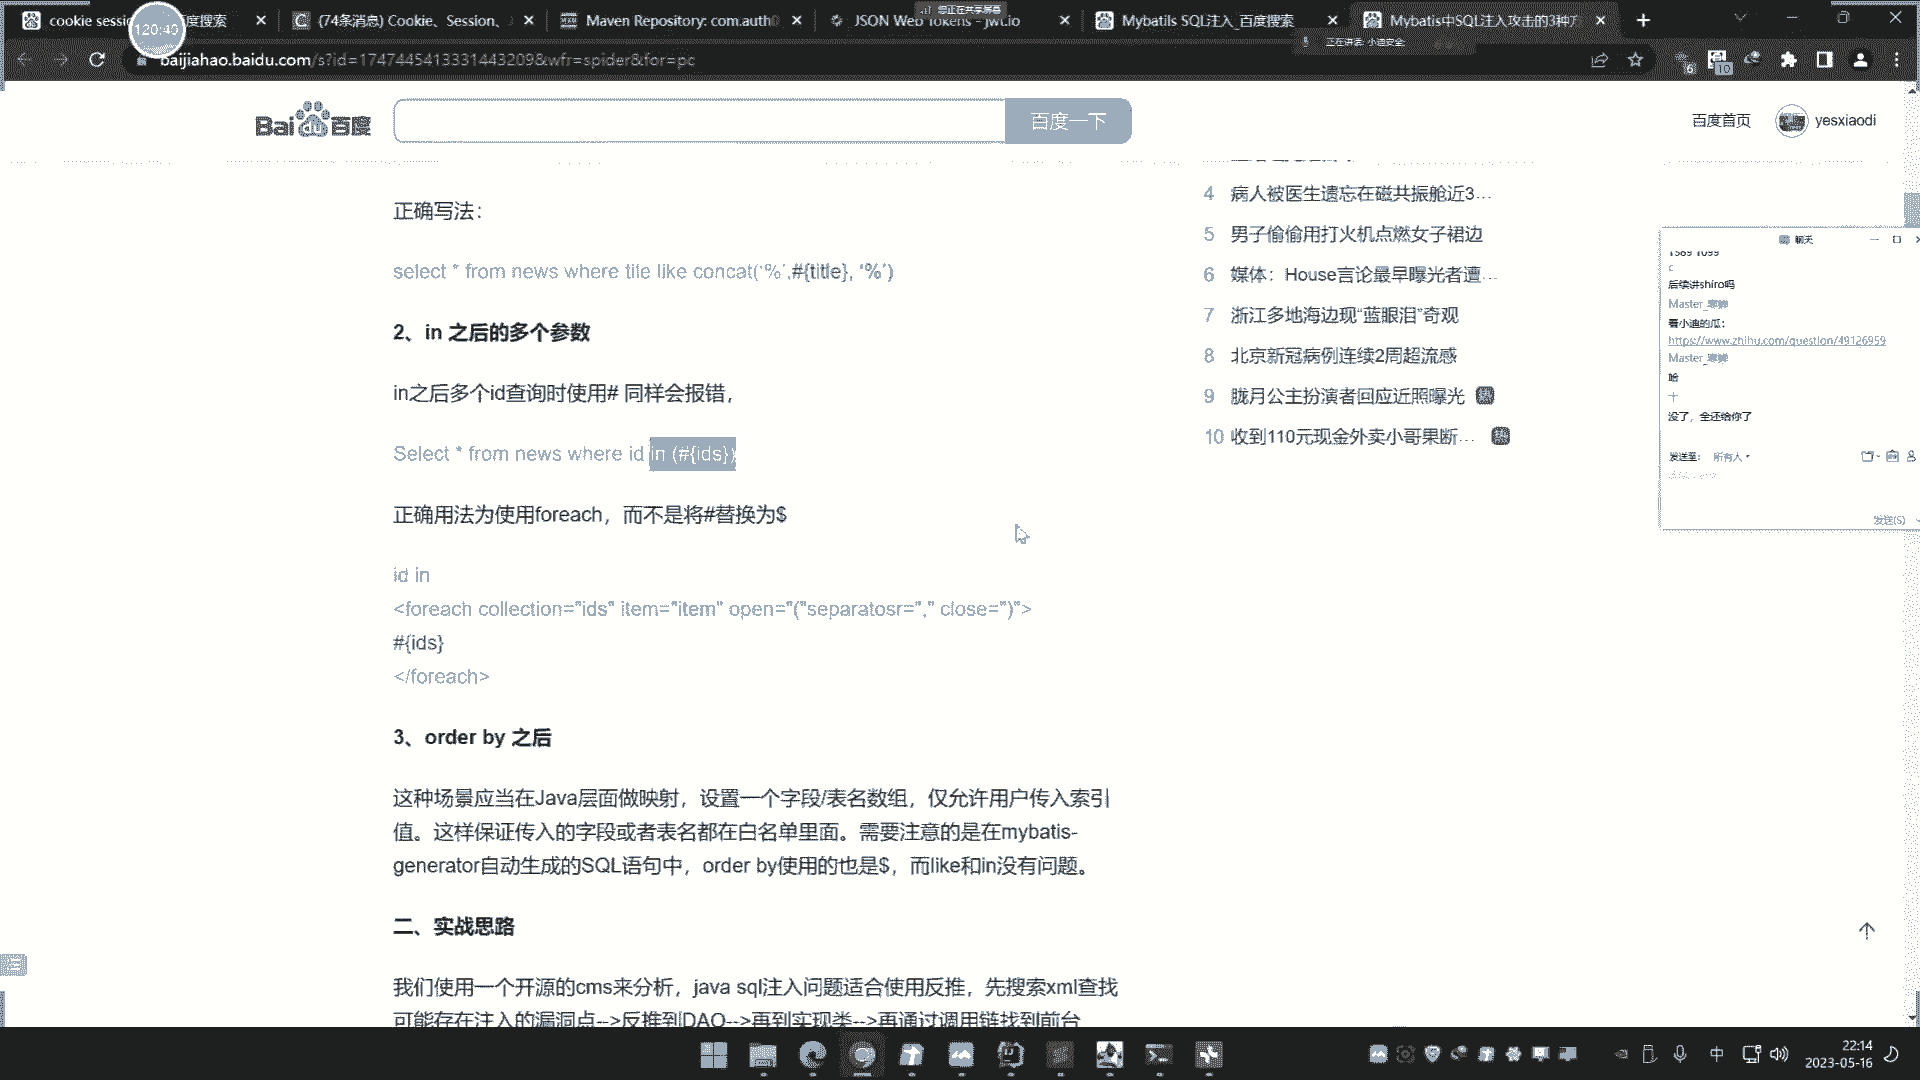 cookie sessi
度搜索
(74条消息) Cookie、Session、
Maven Repository: com.auth0
JSON Web Tokens - jwt.io
Mybatils SQL注入_百度搜索
Mybatis中SQL注入攻击的3种方
120:40
您正在共享屏幕
正在讲话: 小迪安全
baijiahao.baidu.com/s?id=1747445413331443209&wfr=spider&for=pc
6
10
Bai du 百度
百度一下
百度首页
yesxiaodi
正确写法：
select * from news where tile like concat(‘%’,#{title}, ‘%’)
2、in 之后的多个参数
in之后多个id查询时使用# 同样会报错，
Select * from news where id in (#{ids})
正确用法为使用foreach，而不是将#替换为$
id in
<foreach collection="ids" item="item" open="("separatosr="," close=")">
#{ids}
</foreach>
3、order by 之后
这种场景应当在Java层面做映射，设置一个字段/表名数组，仅允许用户传入索引
值。这样保证传入的字段或者表名都在白名单里面。需要注意的是在mybatis-
generator自动生成的SQL语句中，order by使用的也是$，而like和in没有问题。
二、实战思路
我们使用一个开源的cms来分析，java sql注入问题适合使用反推，先搜索xml查找
可能存在注入的漏洞点-->反推到DAO-->再到实现类-->再通过调用链找到前台
4 病人被医生遗忘在磁共振舱近3...
5 男子偷偷用打火机点燃女子裙边
6 媒体：House言论最早曝光者遭...
7 浙江多地海边现“蓝眼泪”奇观
8 北京新冠病例连续2周超流感
9 胧月公主扮演者回应近照曝光 热
10 收到110元现金外卖小哥果断... 热
聊天
1589 1099
后续讲shiro吗
看小迪的瓜：
https://www.zhihu.com/question/49126959
没了，全还给你了
发送至: 所有人
发送(S)
中
22:14
2023-05-16